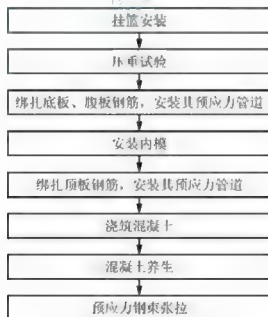 挂篮安装
压重试验
绑扎底板、腹板钢筋，安装其预应力管道
安装内模
绑扎顶板钢筋，安装其预应力管道
浇筑混凝土
混凝土养生
预应力钢束张拉